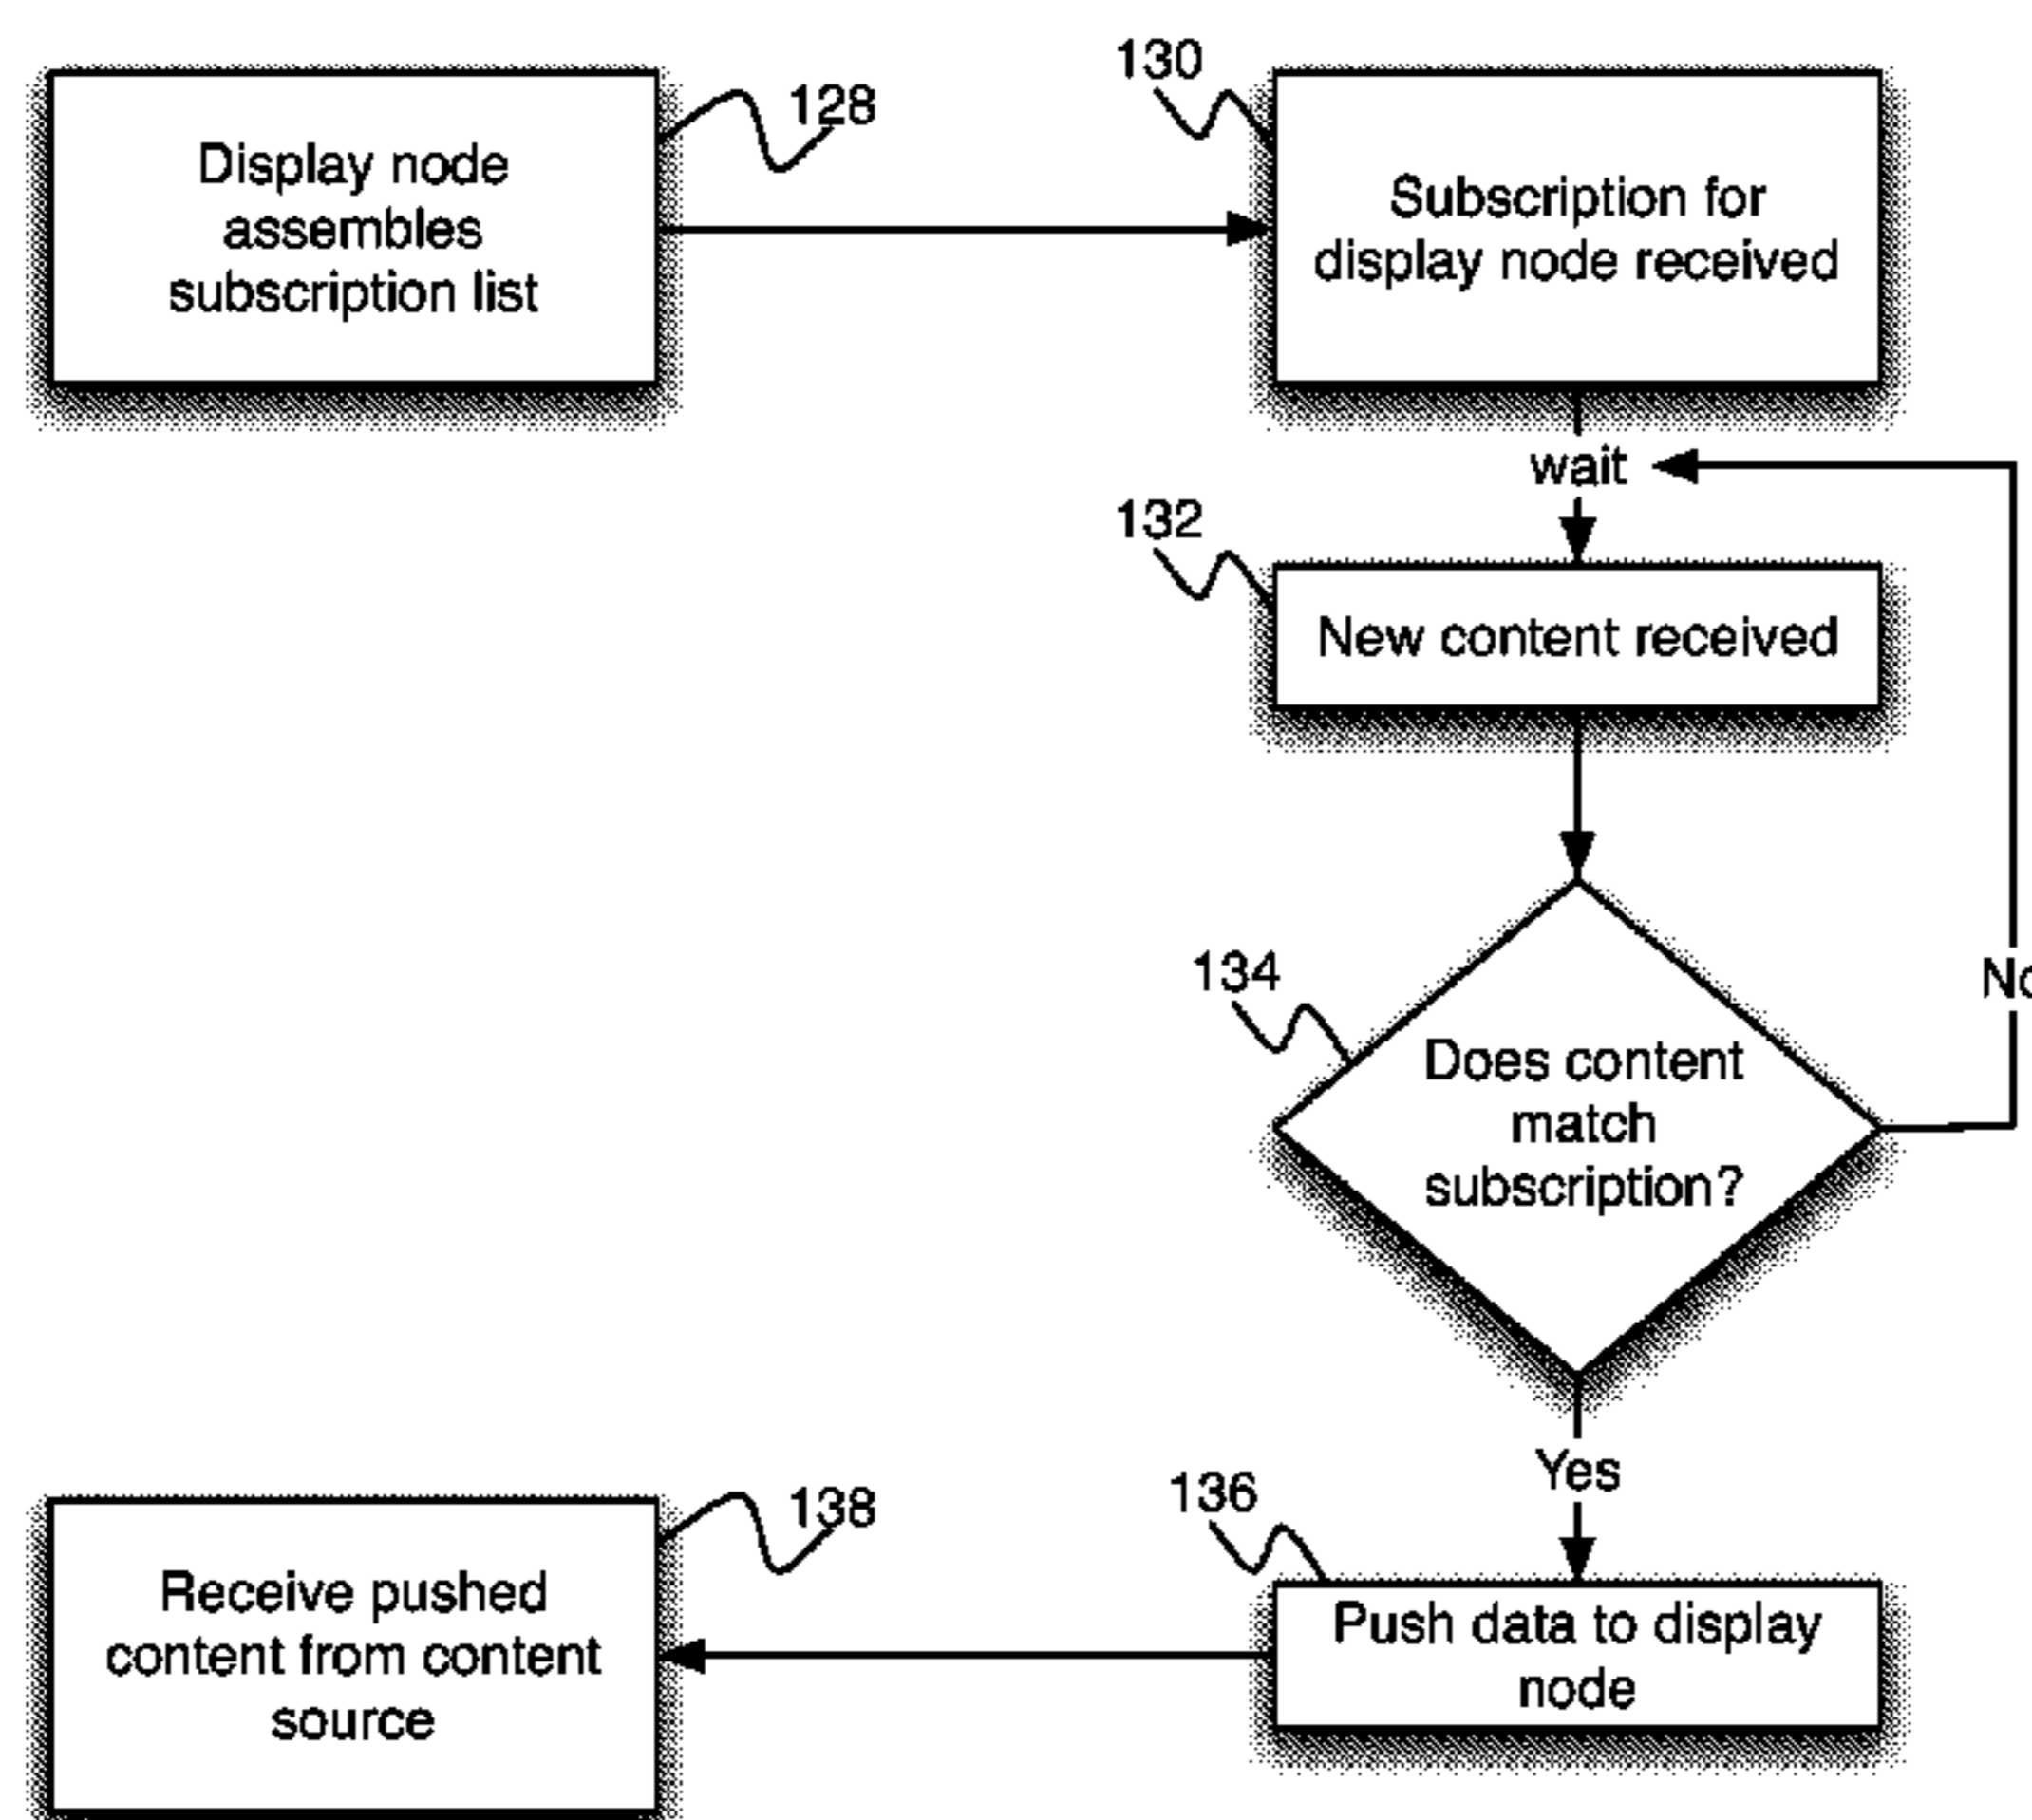 128
Display node
assembles
subscription list
130
Subscription for
display node received
wait
132
New content received
134
Does content
match
subscription?
No
Yes
136
Push data to display
node
138
Receive pushed
content from content
source